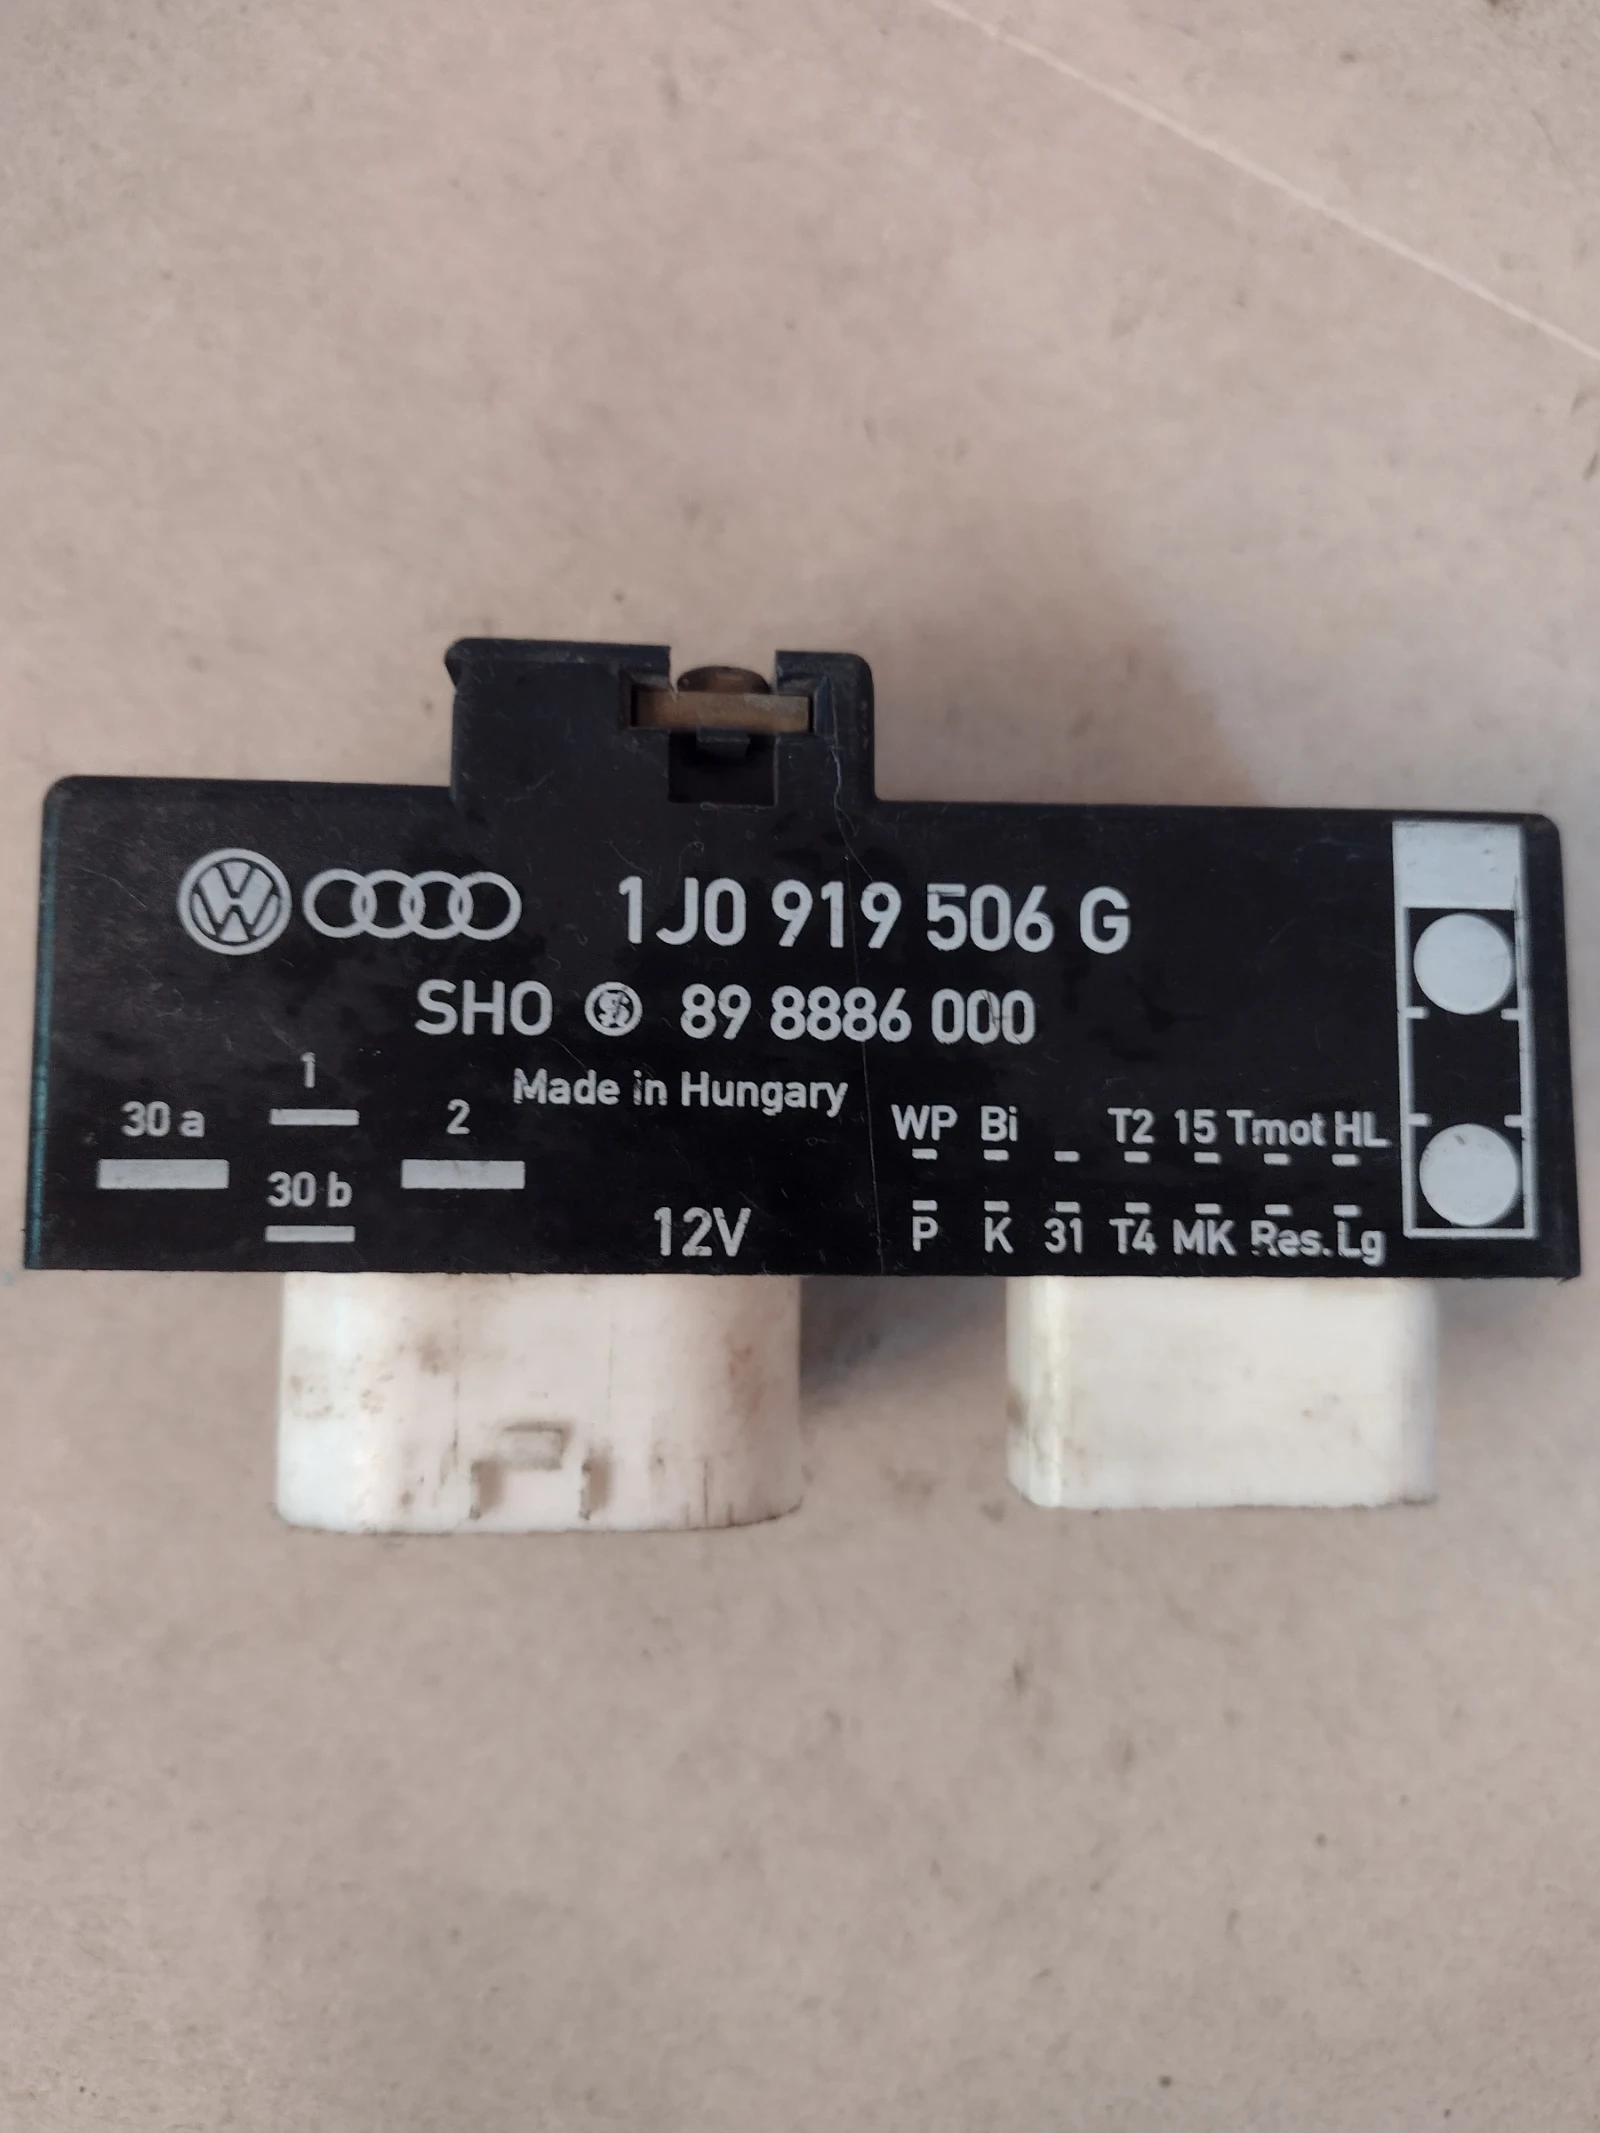 1J0 919 506 G
SHO 89 8886 000
Made in Hungary
1
30 a
2
30 b
12V
WP Bi - T2 15 Tmot HL
P K 31 T4 MK Res. Lg